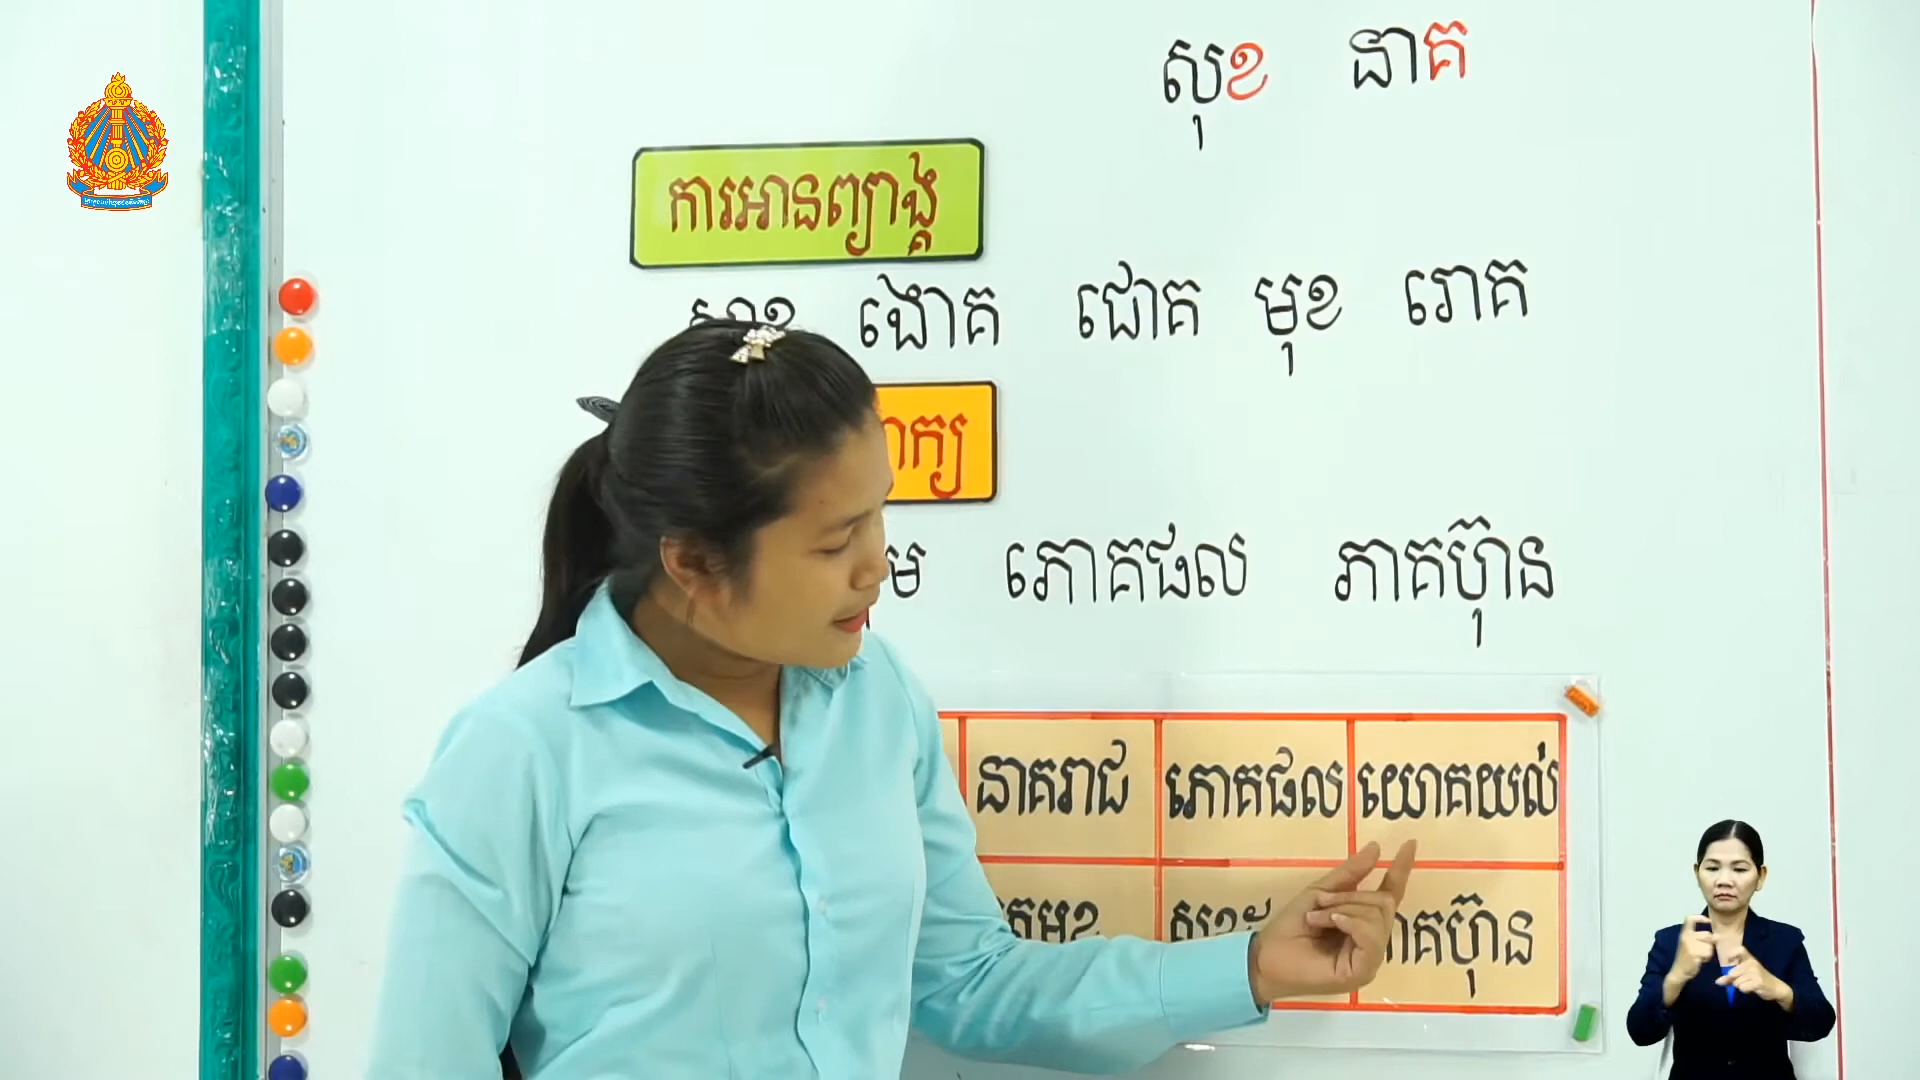 សុខ នាគ
ការអានព្យាង្គ
ងោគ ជោគ មុខ រោគ
ភោគផល ភាគហ៊ុន
នាគរាជ ភោគផល យោគយល់
ភាគហ៊ុន